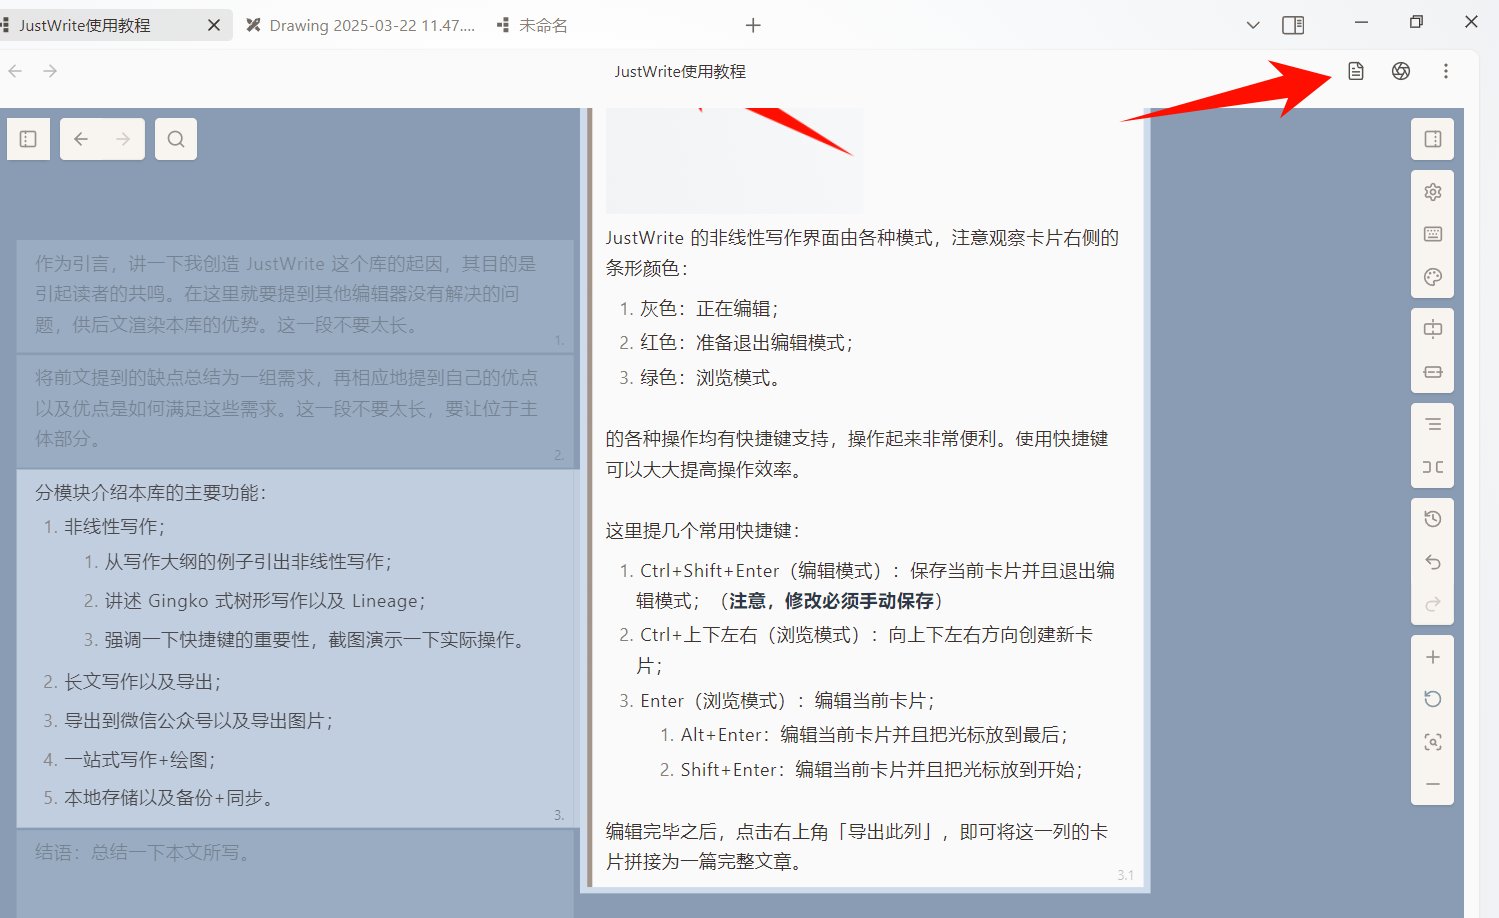 JustWrite使用教程
Drawing 2025-03-22 11.47....
未命名
JustWrite使用教程
作为引言，讲一下我创造 JustWrite 这个库的起因，其目的是
引起读者的共鸣。在这里就要提到其他编辑器没有解决的问
题，供后文渲染本库的优势。这一段不要太长。
1.
将前文提到的缺点总结为一组需求，再相应地提到自己的优点
以及优点是如何满足这些需求。这一段不要太长，要让位于主
体部分。
2.
分模块介绍本库的主要功能：
1. 非线性写作；
1. 从写作大纲的例子引出非线性写作；
2. 讲述 Gingko 式树形写作以及 Lineage；
3. 强调一下快捷键的重要性，截图演示一下实际操作。
2. 长文写作以及导出；
3. 导出到微信公众号以及导出图片；
4. 一站式写作+绘图；
5. 本地存储以及备份+同步。
3.
结语：总结一下本文所写。
JustWrite 的非线性写作界面由各种模式，注意观察卡片右侧的
条形颜色：
1. 灰色：正在编辑；
2. 红色：准备退出编辑模式；
3. 绿色：浏览模式。
的各种操作均有快捷键支持，操作起来非常便利。使用快捷键
可以大大提高操作效率。
这里提几个常用快捷键：
1. Ctrl+Shift+Enter（编辑模式）：保存当前卡片并且退出编
辑模式；（注意，修改必须手动保存）
2. Ctrl+上下左右（浏览模式）：向上下左右方向创建新卡
片；
3. Enter（浏览模式）：编辑当前卡片；
1. Alt+Enter：编辑当前卡片并且把光标放到最后；
2. Shift+Enter：编辑当前卡片并且把光标放到开始；
编辑完毕之后，点击右上角「导出此列」，即可将这一列的卡
片拼接为一篇完整文章。
3.1